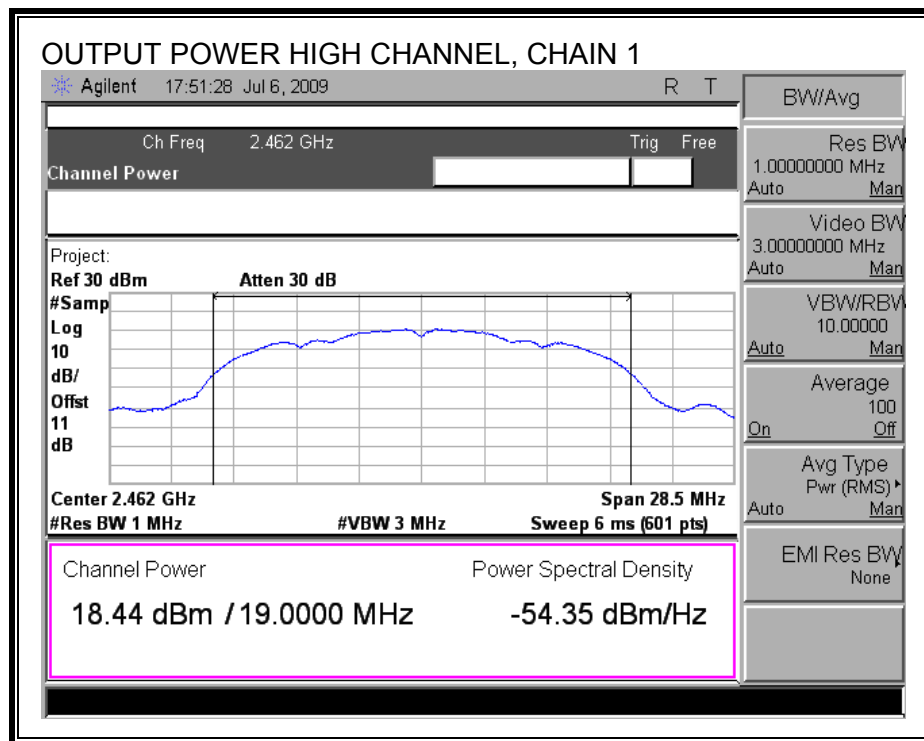 OUTPUT POWER HIGH CHANNEL, CHAIN 1
Agilent 17:51:28 Jul 6, 2009 R T
Ch Freq 2.462 GHz Trig Free
Channel Power
Project:
Ref 30 dBm Atten 30 dB
#Samp
Log
10
dB/
Offst
11
dB
Center 2.462 GHz Span 28.5 MHz
#Res BW 1 MHz #VBW 3 MHz Sweep 6 ms (601 pts)
Channel Power Power Spectral Density
18.44 dBm / 19.0000 MHz -54.35 dBm/Hz
BW/Avg
Res BW
1.00000000 MHz
Auto Man
Video BW
3.00000000 MHz
Auto Man
VBW/RBW
10.00000
Auto Man
Average
100
On Off
Avg Type
Pwr (RMS)
Auto Man
EMI Res BW
None